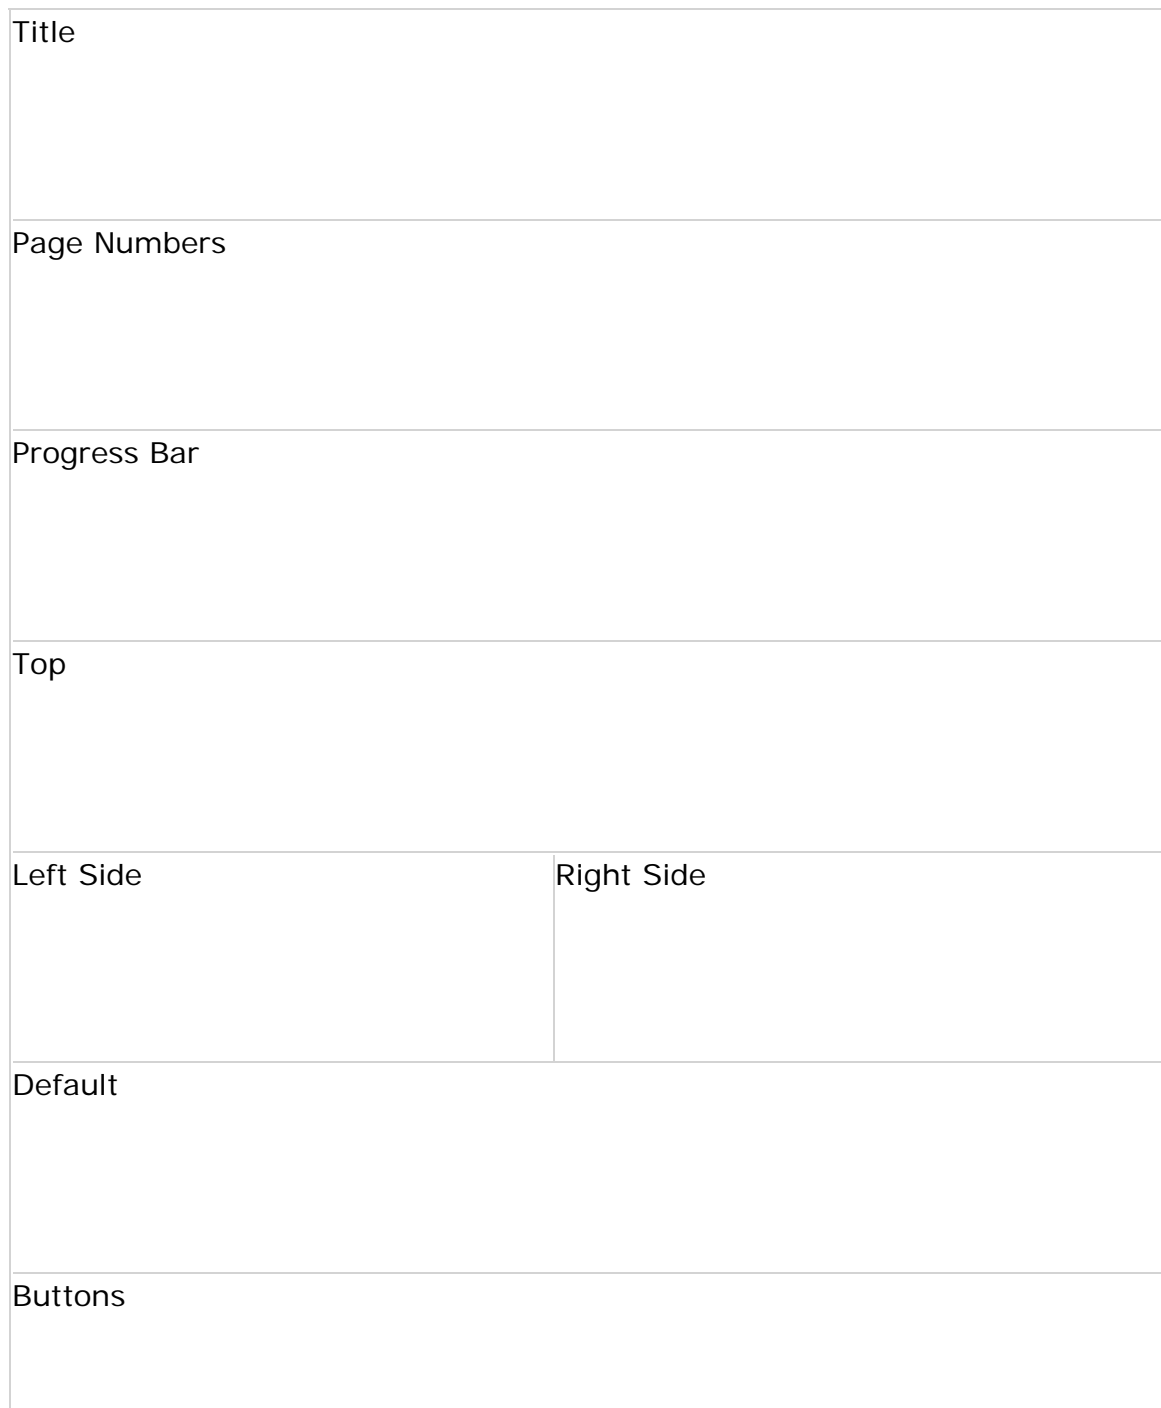 Title
Page Numbers
Progress Bar
Top
Left Side
Right Side
Default
Buttons